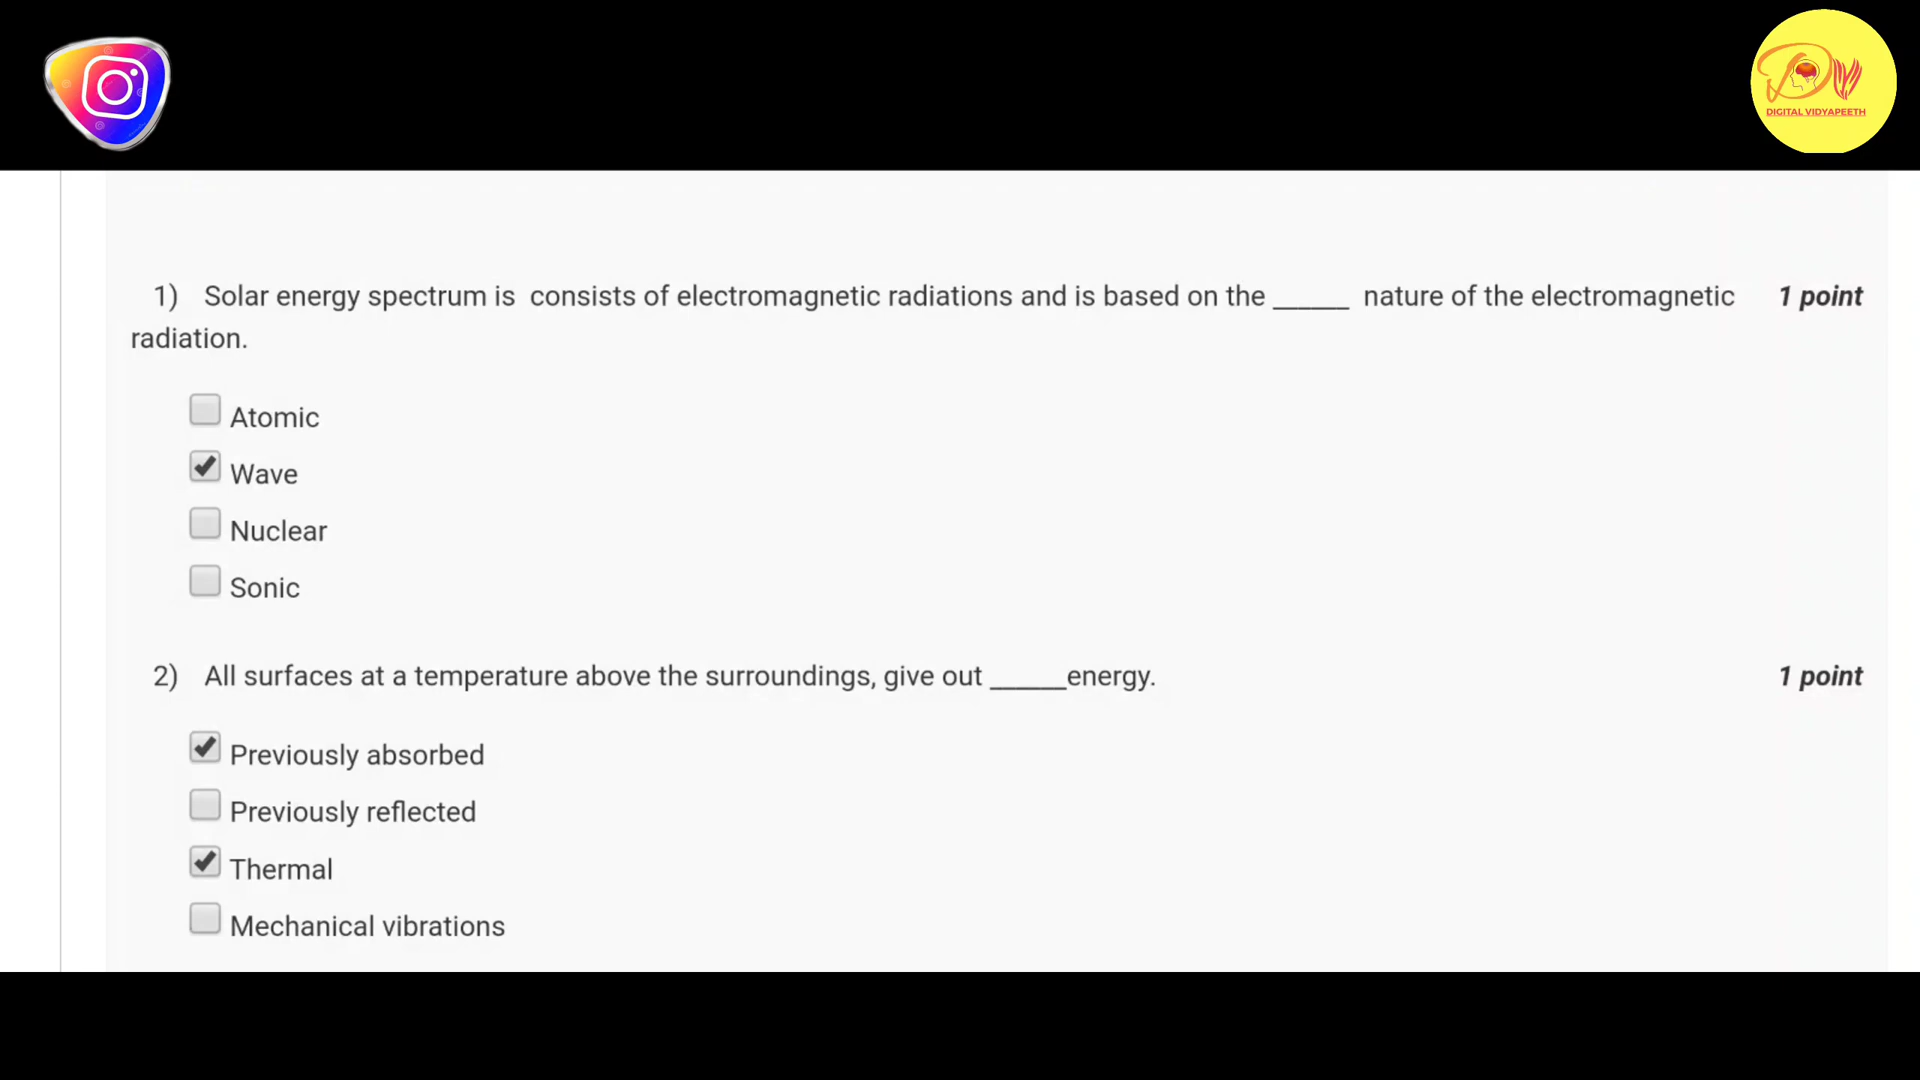 DIGITAL VIDYAPEETH
1) Solar energy spectrum is consists of electromagnetic radiations and is based on the ______ nature of the electromagnetic 1 point
radiation.
Atomic
Wave
Nuclear
Sonic
2) All surfaces at a temperature above the surroundings, give out ______energy. 1 point
Previously absorbed
Previously reflected
Thermal
Mechanical vibrations